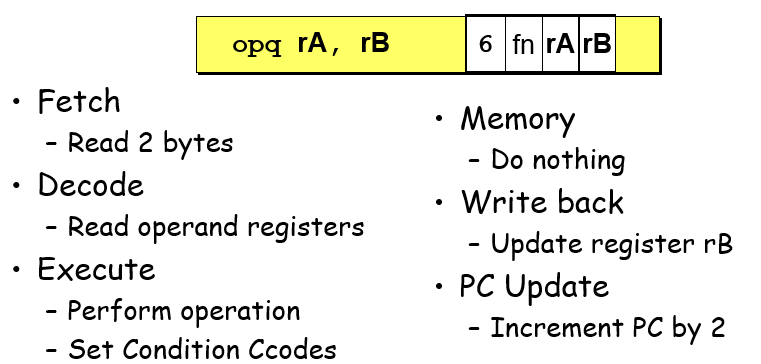 opq rA, rB 6 fn rA rB
• Fetch
– Read 2 bytes
• Decode
– Read operand registers
• Execute
– Perform operation
– Set Condition Ccodes
• Memory
– Do nothing
• Write back
– Update register rB
• PC Update
– Increment PC by 2